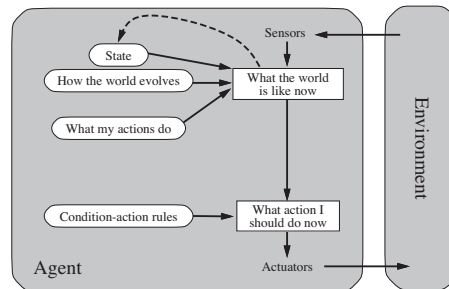 Sensors
State
How the world evolves
What the world
is like now
What my actions do
Environment
Condition-action rules
What action I
should do now
Agent
Actuators